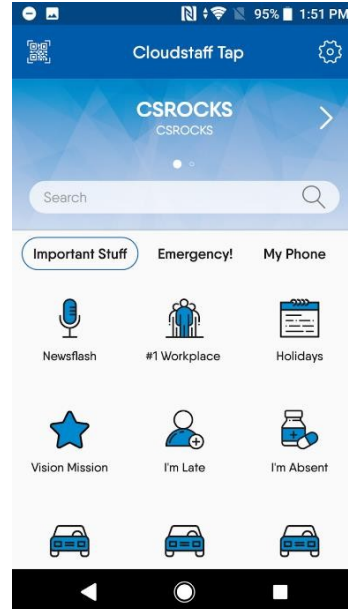 95% 1:51 PM
Cloudstaff Tap
CSROCKS
CSROCKS
Search
Important Stuff Emergency! My Phone
Newsflash #1 Workplace Holidays
Vision Mission I'm Late I'm Absent